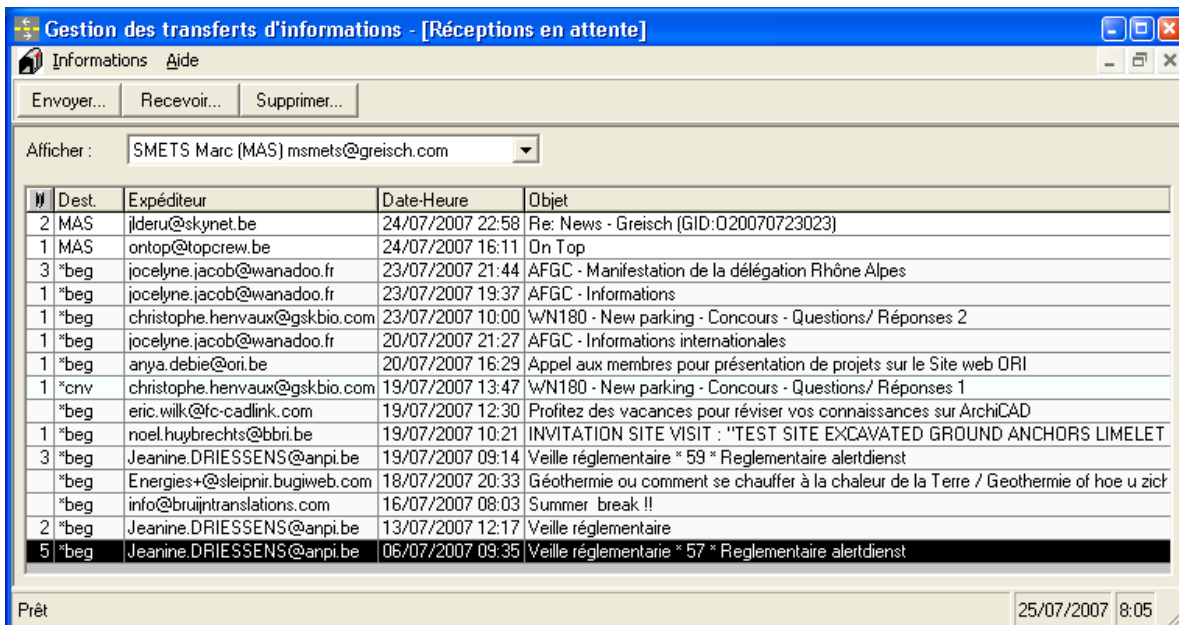 Gestion des transferts d'informations - [Réceptions en attente]
Informations Aide
Envoyer... Recevoir... Supprimer...
Afficher : SMETS Marc (MAS) msmets@greisch.com
Dest. Expéditeur Date-Heure Objet
2 MAS jlderu@skynet.be 24/07/2007 22:58 Re: News - Greisch (GID:O20070723023)
1 MAS ontop@topcrew.be 24/07/2007 16:11 On Top
3 *beg jocelyne.jacob@wanadoo.fr 23/07/2007 21:44 AFGC - Manifestation de la délégation Rhône Alpes
1 *beg jocelyne.jacob@wanadoo.fr 23/07/2007 19:37 AFGC - Informations
1 *beg christophe.henvaux@gskbio.com 23/07/2007 10:00 WN180 - New parking - Concours - Questions/ Réponses 2
1 *beg jocelyne.jacob@wanadoo.fr 20/07/2007 21:27 AFGC - Informations internationales
1 *beg anya.debie@ori.be 20/07/2007 16:29 Appel aux membres pour présentation de projets sur le Site web ORI
1 *cnv christophe.henvaux@gskbio.com 19/07/2007 13:47 WN180 - New parking - Concours - Questions/ Réponses 1
*beg eric.wilk@fc-cadlink.com 19/07/2007 12:30 Profitez des vacances pour réviser vos connaissances sur ArchiCAD
1 *beg noel.huybrechts@bbri.be 19/07/2007 10:21 INVITATION SITE VISIT : "TEST SITE EXCAVATED GROUND ANCHORS LIMELET
3 *beg Jeanine.DRIESSENS@anpi.be 19/07/2007 09:14 Veille réglementaire * 59 * Reglementaire alertdienst
*beg Energies+@sleipnir.bugiweb.com 18/07/2007 20:33 Géothermie ou comment se chauffer à la chaleur de la Terre / Geothermie of hoe u zich
*beg info@bruijntranslations.com 16/07/2007 08:03 Summer break !!
2 *beg Jeanine.DRIESSENS@anpi.be 13/07/2007 12:17 Veille réglementaire
5 *beg Jeanine.DRIESSENS@anpi.be 06/07/2007 09:35 Veille réglementarie * 57 * Reglementaire alertdienst
Prêt 25/07/2007 8:05